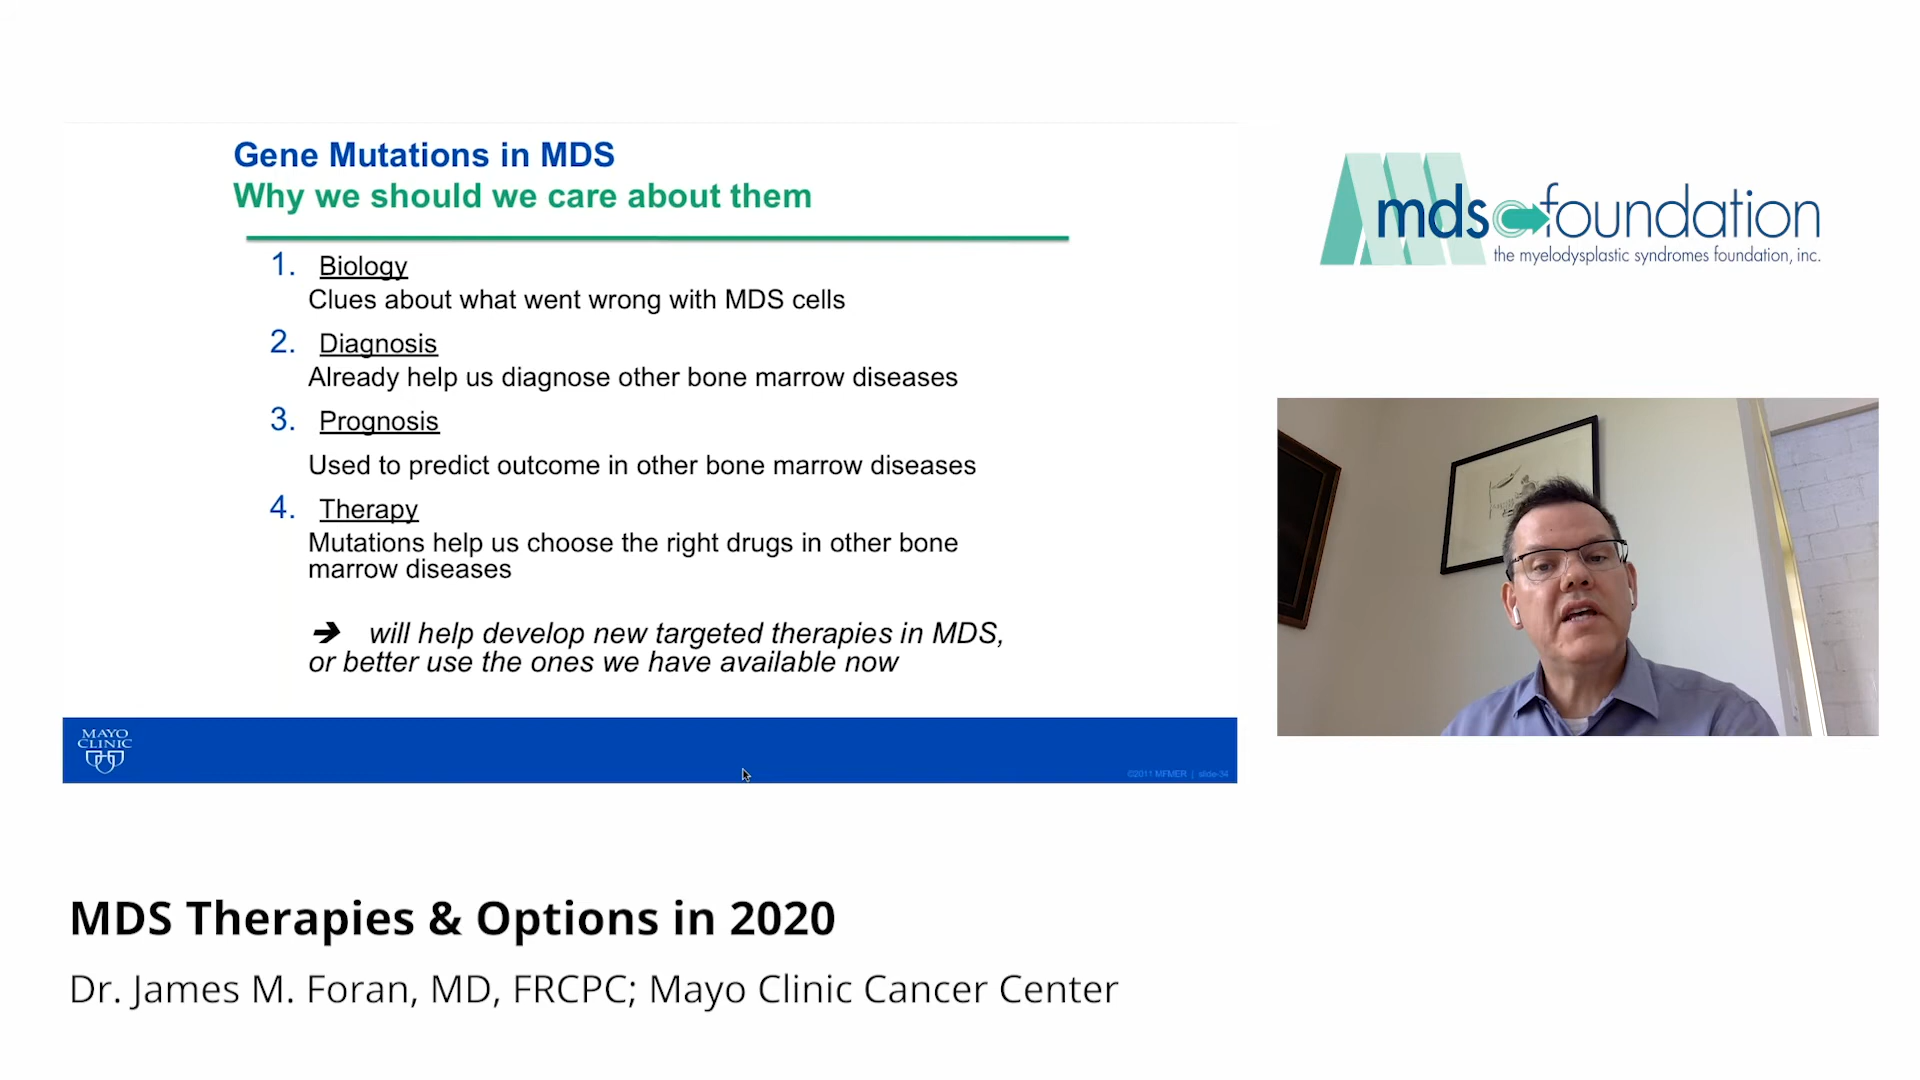 Gene Mutations in MDS
Why we should we care about them
1. Biology
Clues about what went wrong with MDS cells
2. Diagnosis
Already help us diagnose other bone marrow diseases
3. Prognosis
Used to predict outcome in other bone marrow diseases
4. Therapy
Mutations help us choose the right drugs in other bone
marrow diseases
➔ will help develop new targeted therapies in MDS,
or better use the ones we have available now
MAYO
CLINIC
©2011 MFMER | slide-34
mds foundation
the myelodysplastic syndromes foundation, inc.
MDS Therapies & Options in 2020
Dr. James M. Foran, MD, FRCPC; Mayo Clinic Cancer Center